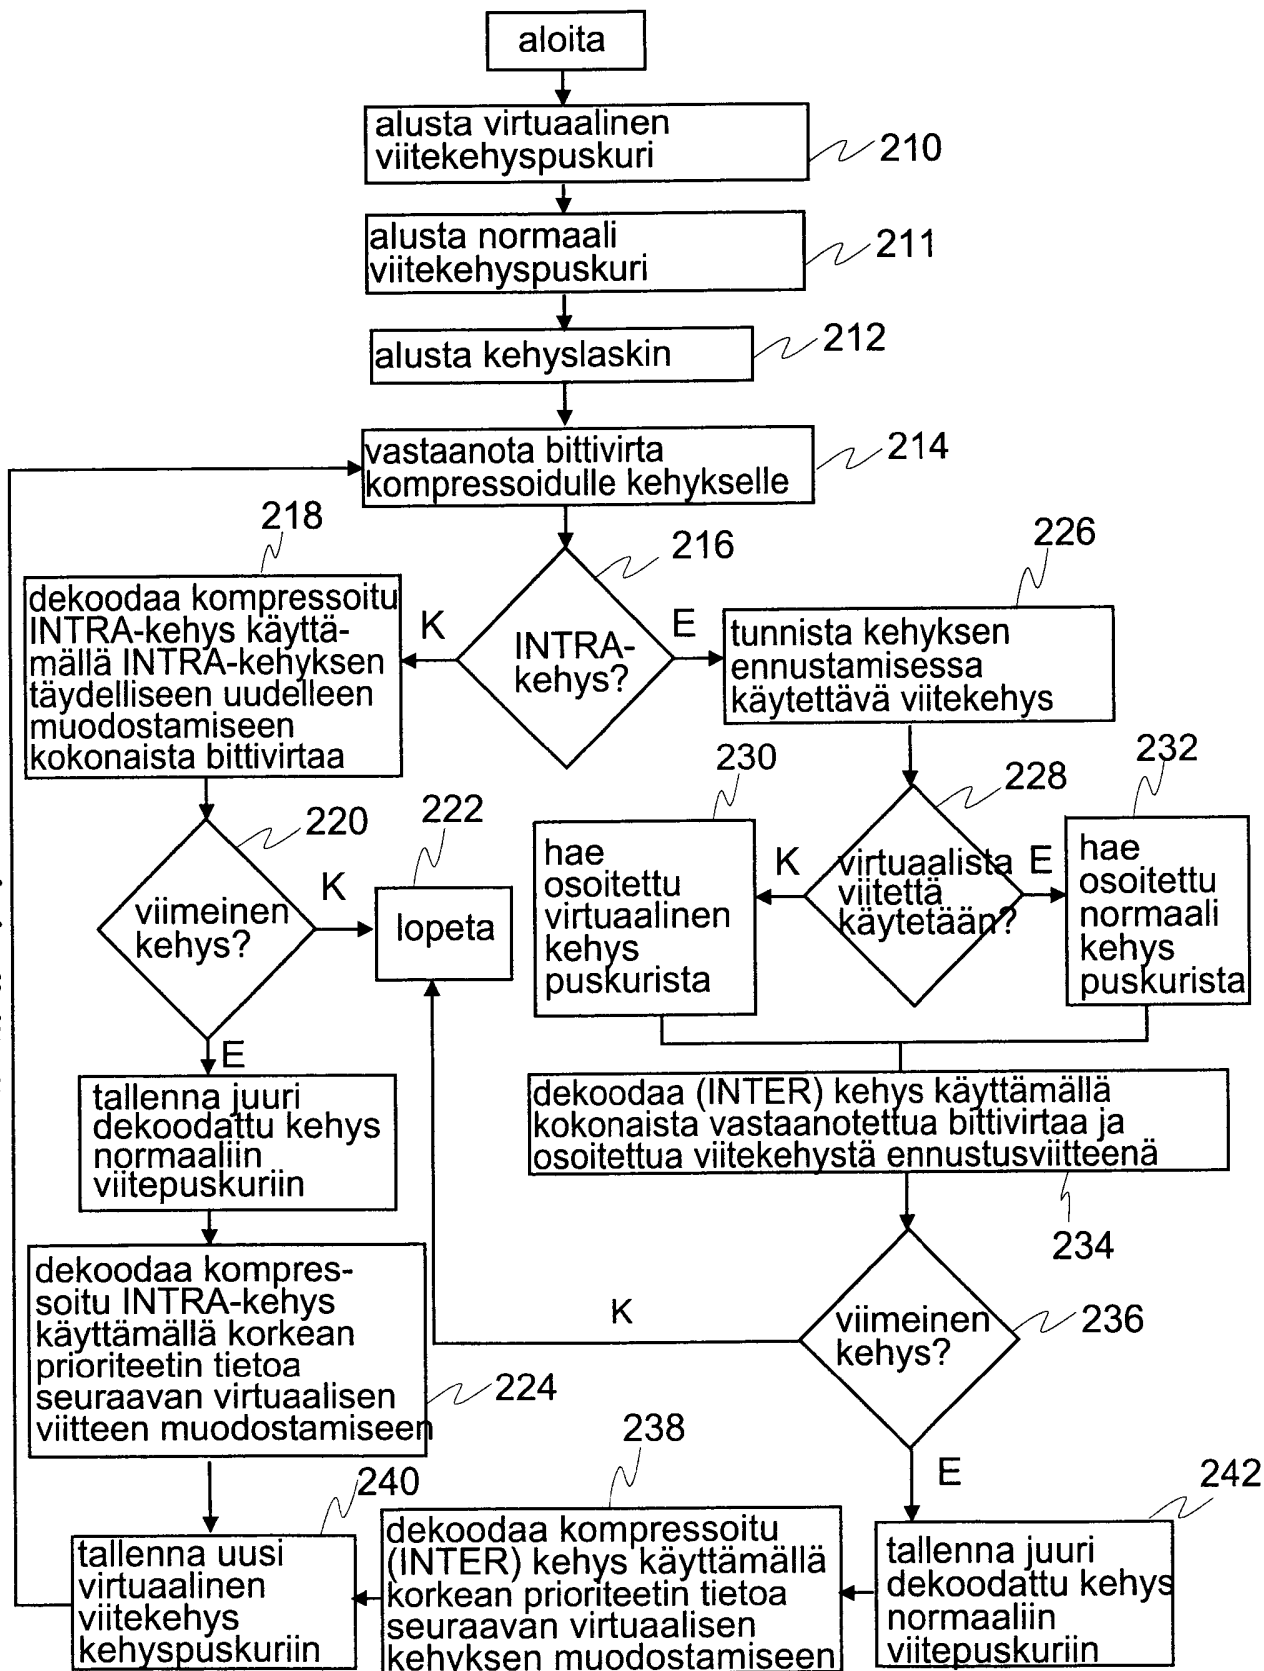 aloita
alusta virtuaalinen
viitekehyspuskuri
210
alusta normaali
viitekehyspuskuri
211
alusta kehyslaskin
212
vastaanota bittivirta
kompressoidulle kehykselle
214
216
INTRA-
kehys?
K
E
218
dekoodaa kompressoitu
INTRA-kehys käyttä-
mällä INTRA-kehyksen
täydelliseen uudelleen
muodostamiseen
kokonaista bittivirtaa
226
tunnista kehyksen
ennustamisessa
käytettävä viitekehys
220
viimeinen
kehys?
K
E
222
lopeta
228
virtuaalista
viitettä
käytetään?
K
E
230
hae
osoitettu
virtuaalinen
kehys
puskurista
232
hae
osoitettu
normaali
kehys
puskurista
tallenna juuri
dekoodattu kehys
normaaliin
viitepuskuriin
dekoodaa (INTER) kehys käyttämällä
kokonaista vastaanotettua bittivirtaa ja
osoitettua viitekehystä ennustusviitteenä
234
dekoodaa kompres-
soitu INTRA-kehys
käyttämällä korkean
prioriteetin tietoa
seuraavan virtuaalisen
viitteen muodostamiseen
224
viimeinen
kehys?
236
K
E
240
tallenna uusi
virtuaalinen
viitekehys
kehyspuskuriin
238
dekoodaa kompressoitu
(INTER) kehys käyttämällä
korkean prioriteetin tietoa
seuraavan virtuaalisen
kehyksen muodostamiseen
242
tallenna juuri
dekoodattu kehys
normaaliin
viitepuskuriin